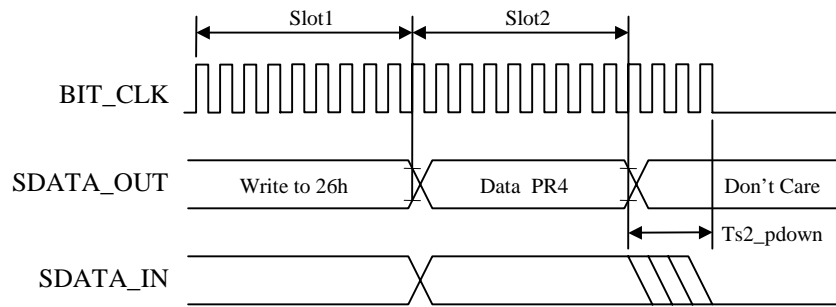 Slot1 Slot2
BIT_CLK
SDATA_OUT Write to 26h Data PR4 Don't Care
Ts2_pdown
SDATA_IN